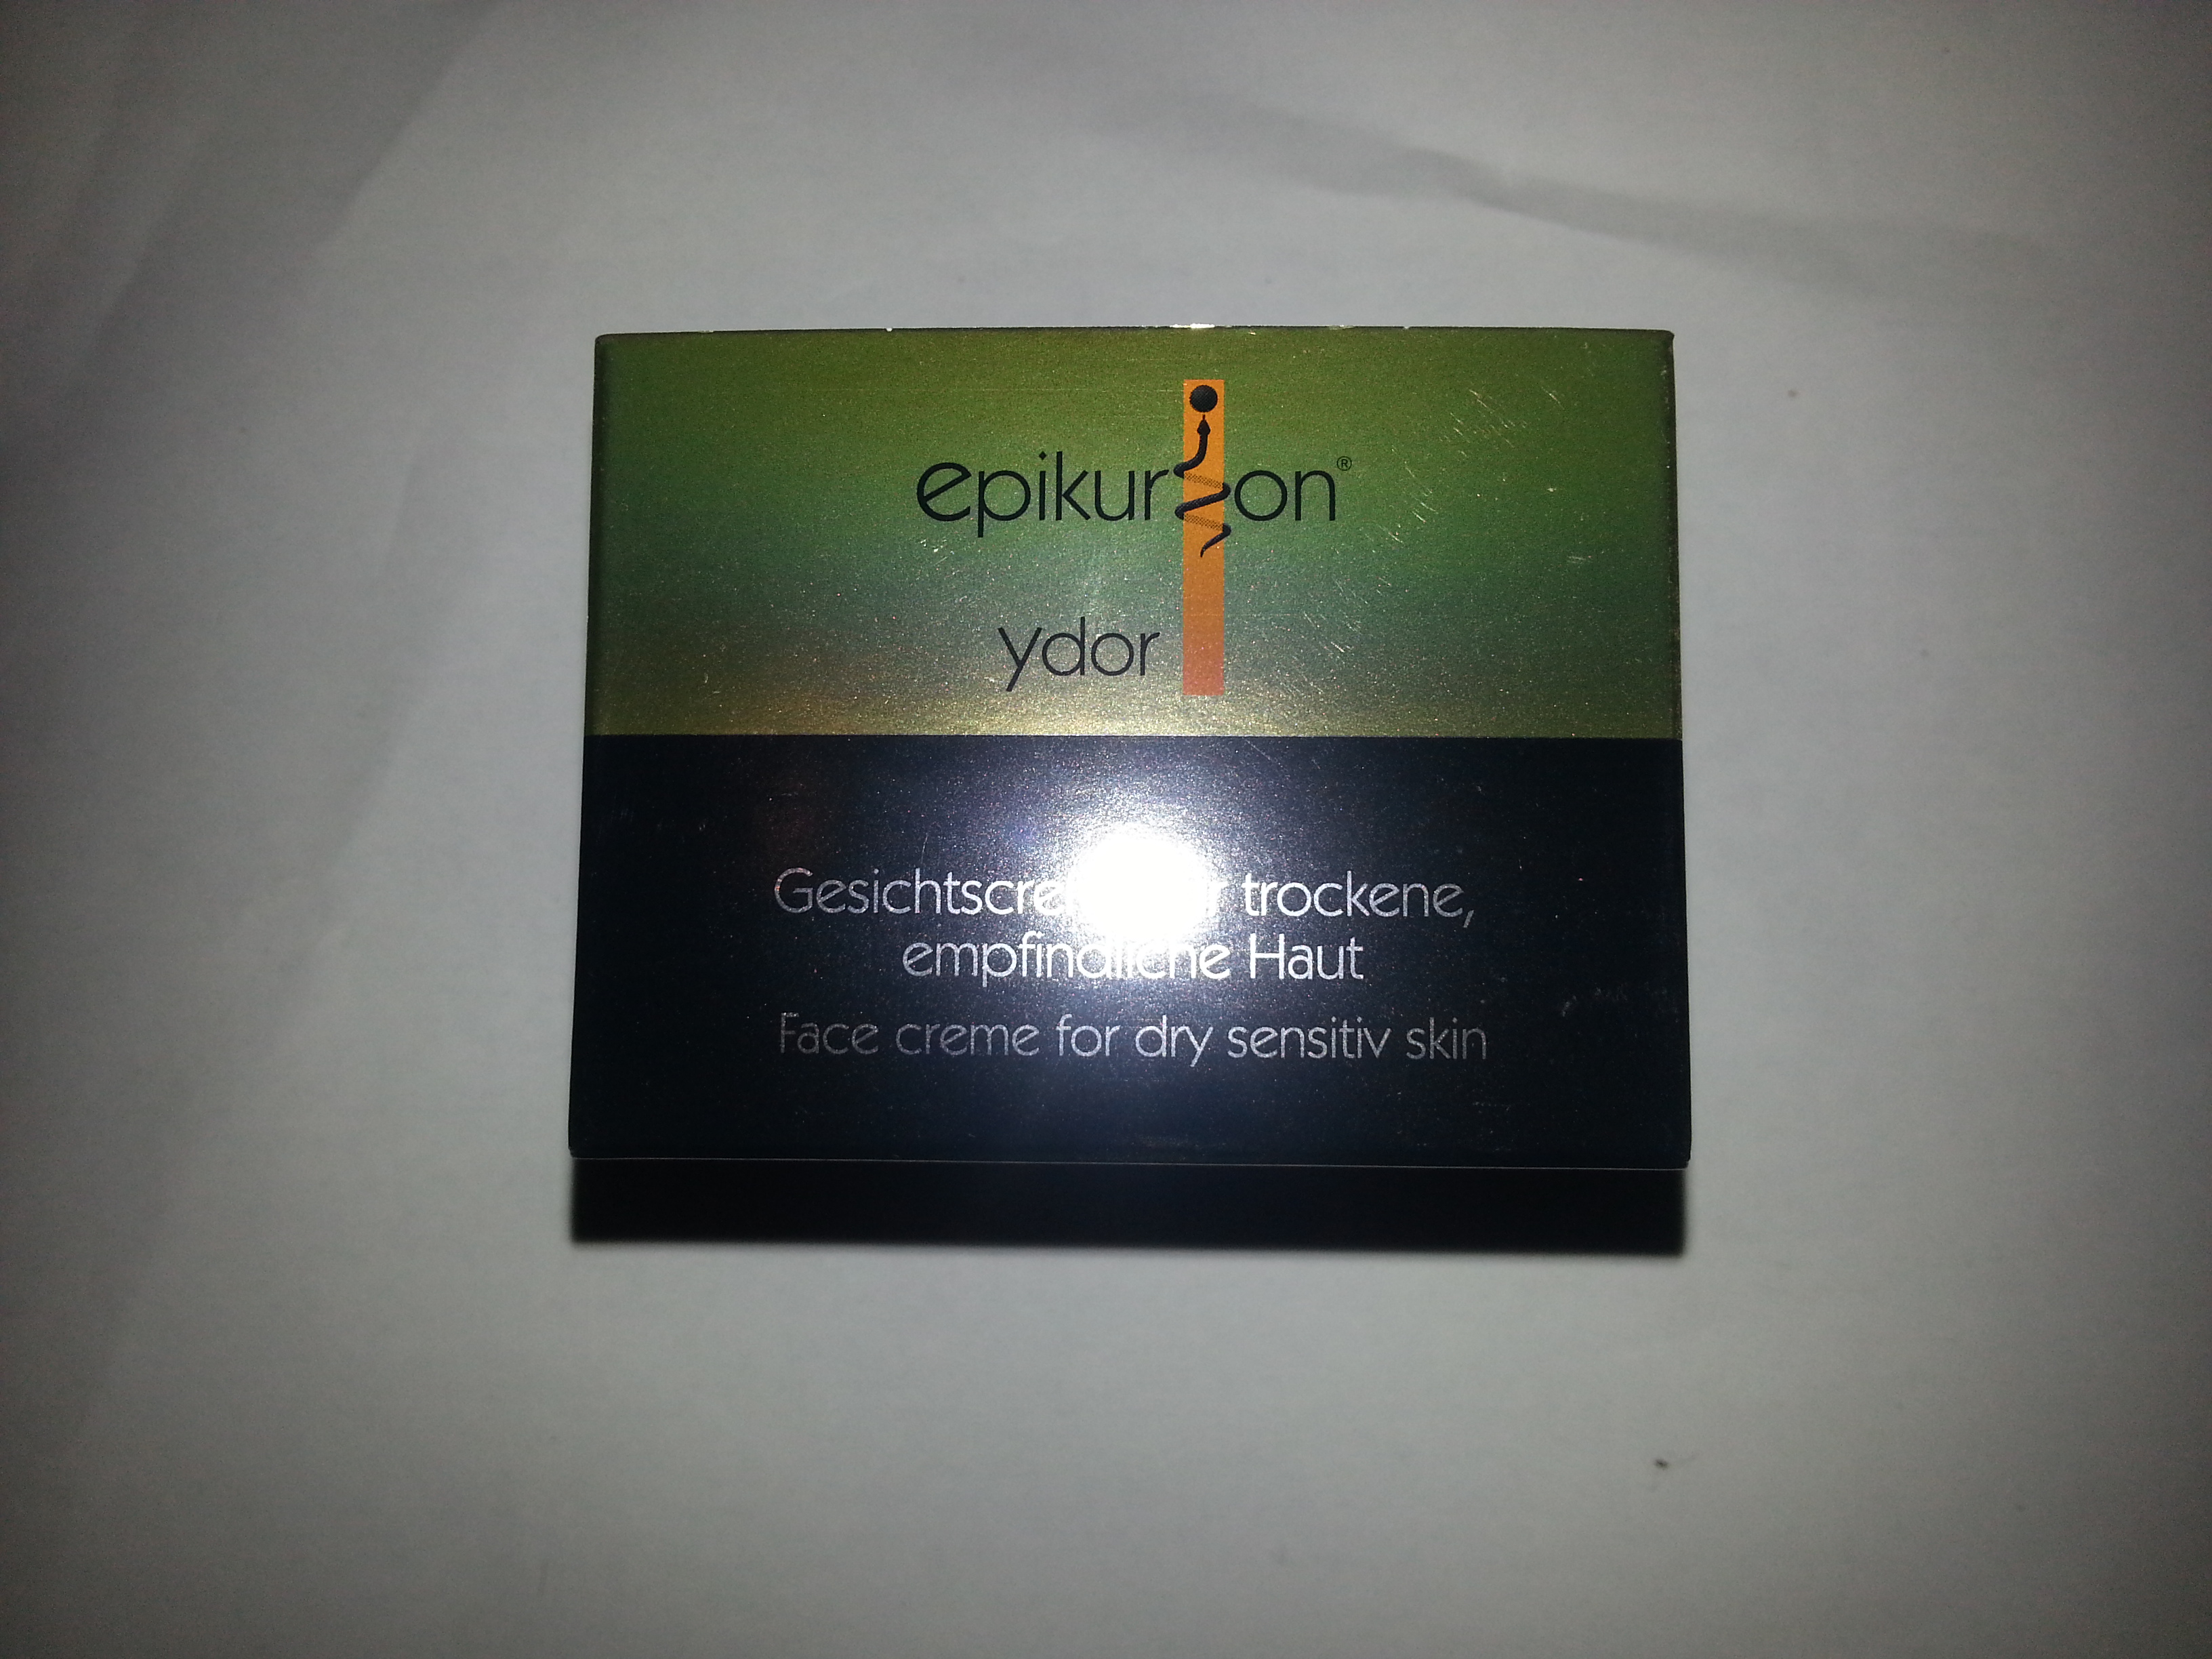 epikurion®
ydor
trockene,
empfindliche Haut
Face creme for dry sensitiv skin